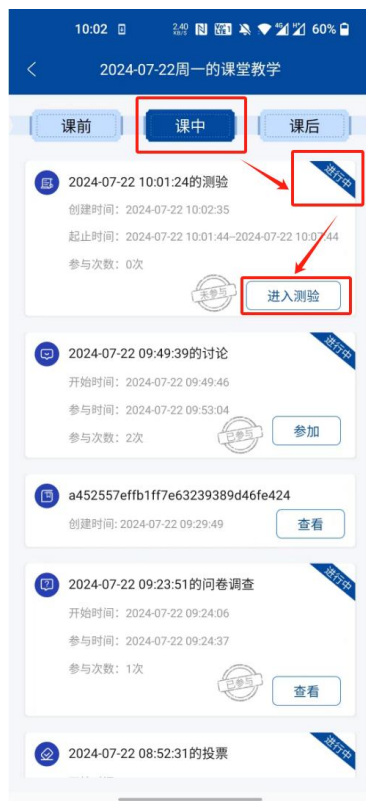 10:02 2.40 KB/S 4G 60%
2024-07-22周一的课堂教学
课前 课中 课后
进行中
2024-07-22 10:01:24的测验
创建时间：2024-07-22 10:02:35
起止时间：2024-07-22 10:01:44--2024-07-22 10:07:44
参与次数：0次
未参与 进入测验
进行中
2024-07-22 09:49:39的讨论
开始时间：2024-07-22 09:49:46
参与时间：2024-07-22 09:53:04
参与次数：2次 已参与 参加
a452557effb1ff7e63239389d46fe424
创建时间: 2024-07-22 09:29:49 查看
进行中
2024-07-22 09:23:51的问卷调查
开始时间：2024-07-22 09:24:06
参与时间：2024-07-22 09:24:37
参与次数：1次
已参与 查看
进行中
2024-07-22 08:52:31的投票